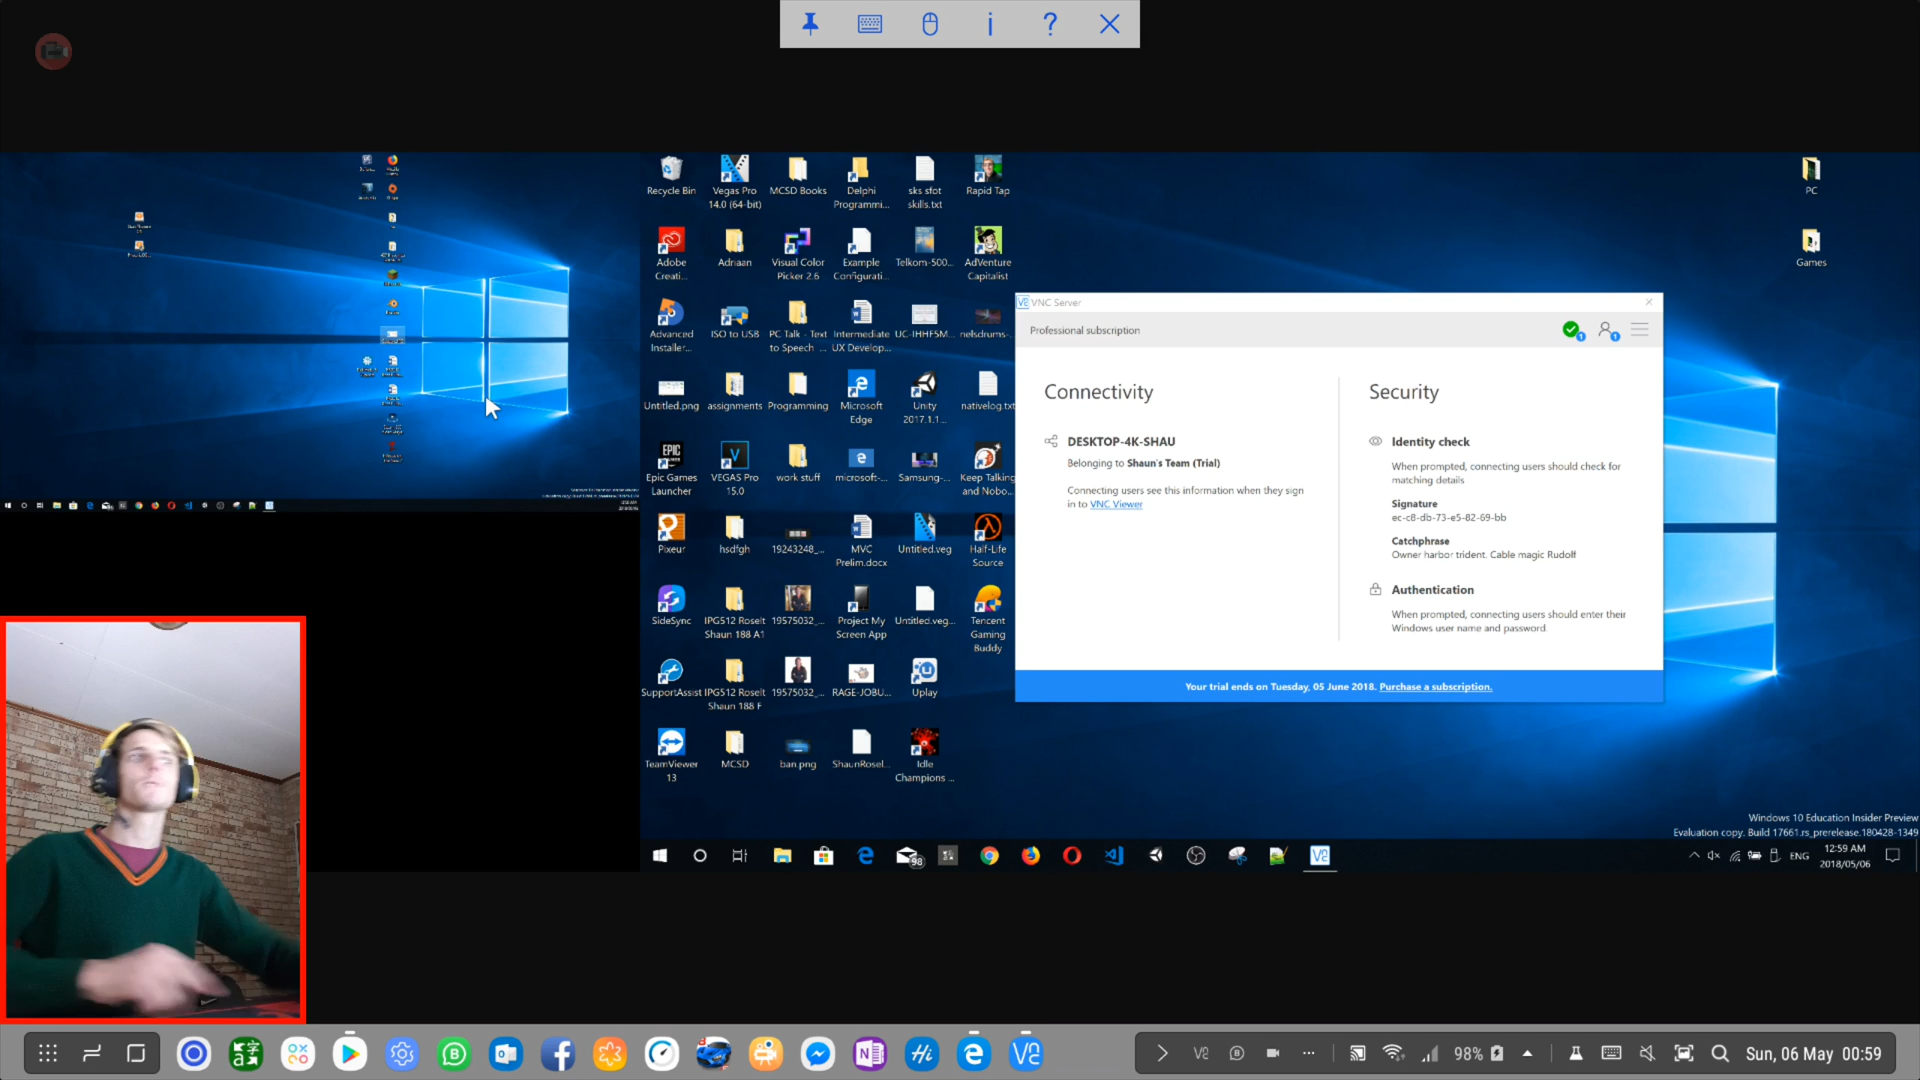 Recycle Bin
Vegas Pro
14.0 (64-bit)
MCSD Books
Delphi
Programmi...
sks sfot
skills.txt
Rapid Tap
PC
Adobe
Creati...
Adriaan
Visual Color
Picker 2.6
Example
Configurati...
Telkom-500...
AdVenture
Capitalist
Games
Advanced
Installer...
ISO to USB
PC Talk - Text
to Speech ...
Intermediate
UX Develop...
UC-IHHF5M...
nelsdrums-...
Untitled.png
assignments
Programming
Microsoft
Edge
Unity
2017.1.1...
nativelog.txt
Epic Games
Launcher
VEGAS Pro
15.0
work stuff
microsoft-...
Samsung-...
Keep Talking
and Nobo...
Pixeur
hsdfgh
19243248_...
MVC
Prelim.docx
Untitled.veg
Half-Life
Source
SideSync
IPG512 Roselt
Shaun 188 A1
19575032_...
Project My
Screen App
Untitled.veg...
Tencent
Gaming
Buddy
SupportAssist
IPG512 Roselt
Shaun 188 F
19575032_...
RAGE-JOBU...
Uplay
TeamViewer
13
MCSD
ban.png
ShaunRosel...
Idle
Champions ...
VNC Server
Professional subscription
Connectivity
DESKTOP-4K-SHAU
Belonging to Shaun's Team (Trial)
Connecting users see this information when they sign
in to VNC Viewer
Security
Identity check
When prompted, connecting users should check for
matching details
Signature
ec-c8-db-73-e5-82-69-bb
Catchphrase
Owner harbor trident. Cable magic Rudolf
Authentication
When prompted, connecting users should enter their
Windows user name and password.
Your trial ends on Tuesday, 05 June 2018. Purchase a subscription.
Windows 10 Education Insider Preview
Evaluation copy. Build 17661.rs_prerelease.180428-1349
98
ENG
12:59 AM
2018/05/06
98%
Sun, 06 May 00:59